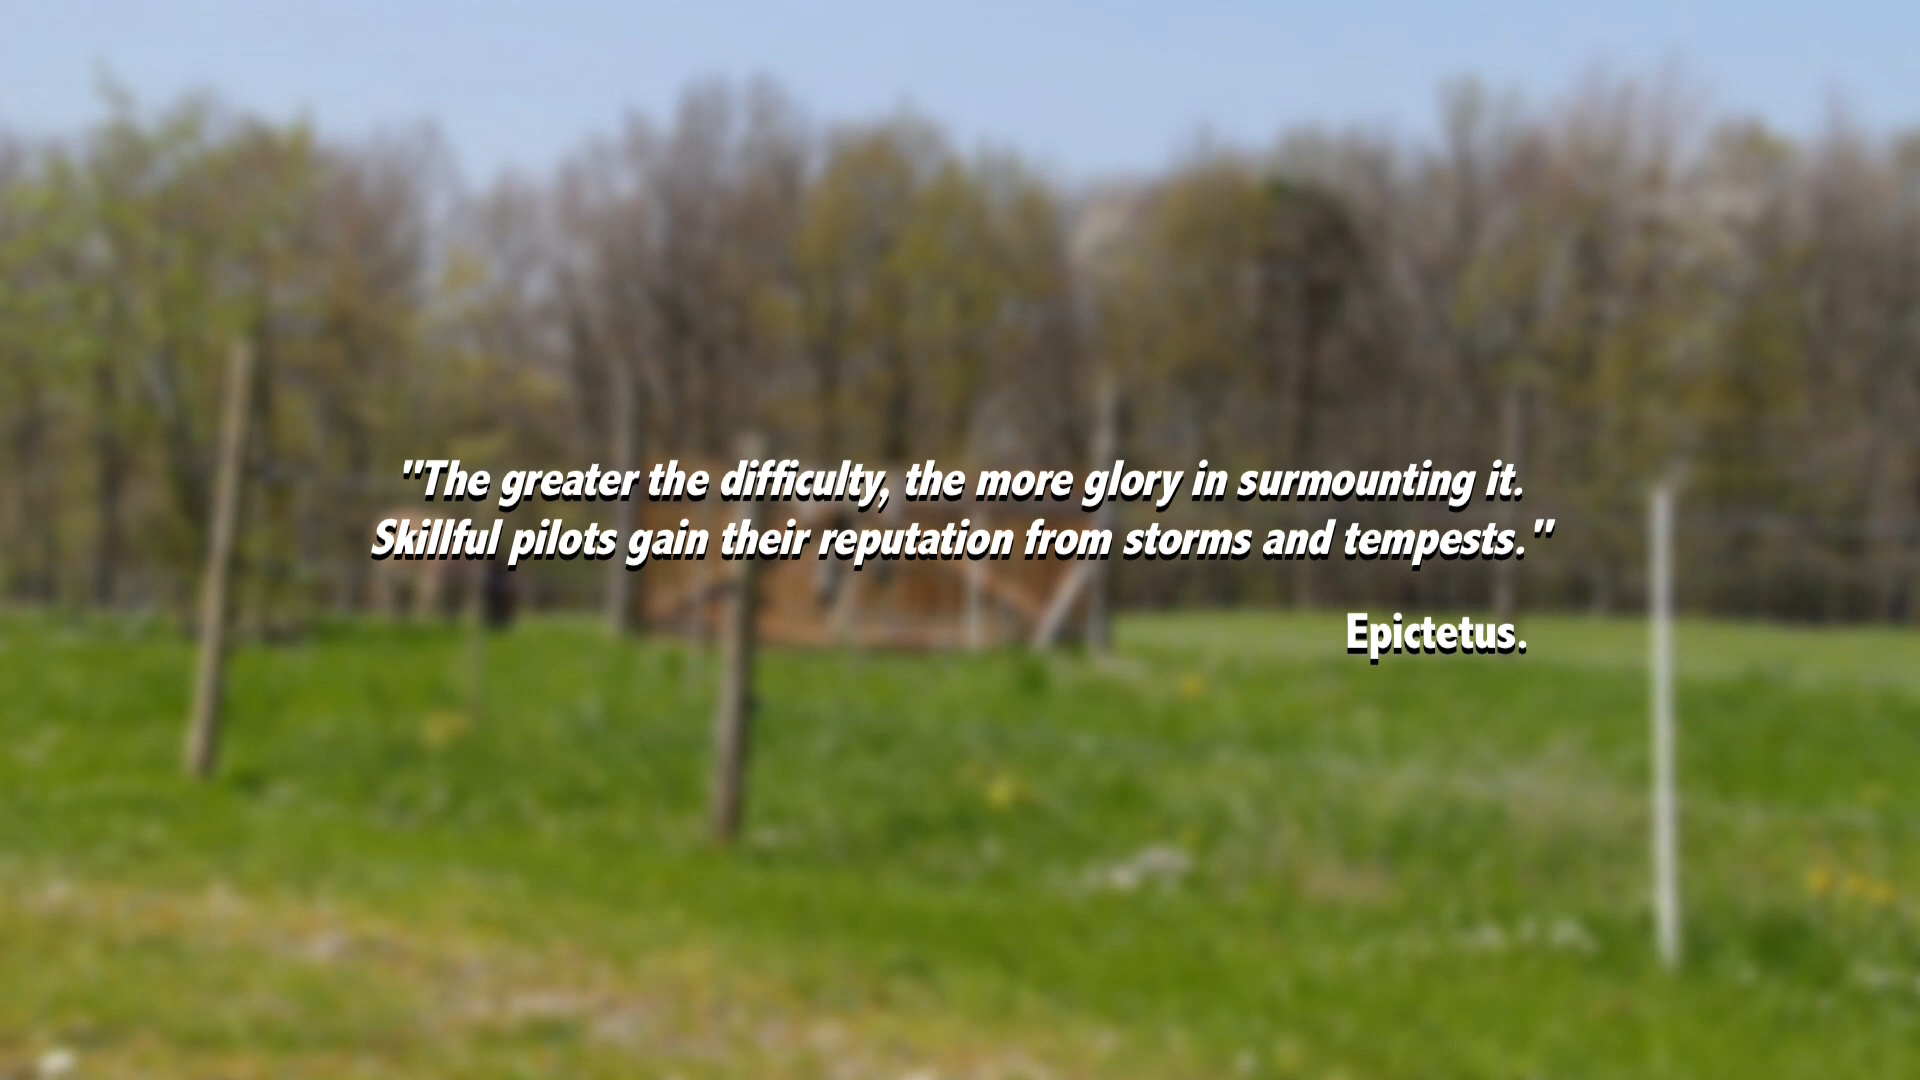 "The greater the difficulty, the more glory in surmounting it.
Skillful pilots gain their reputation from storms and tempests."
Epictetus.